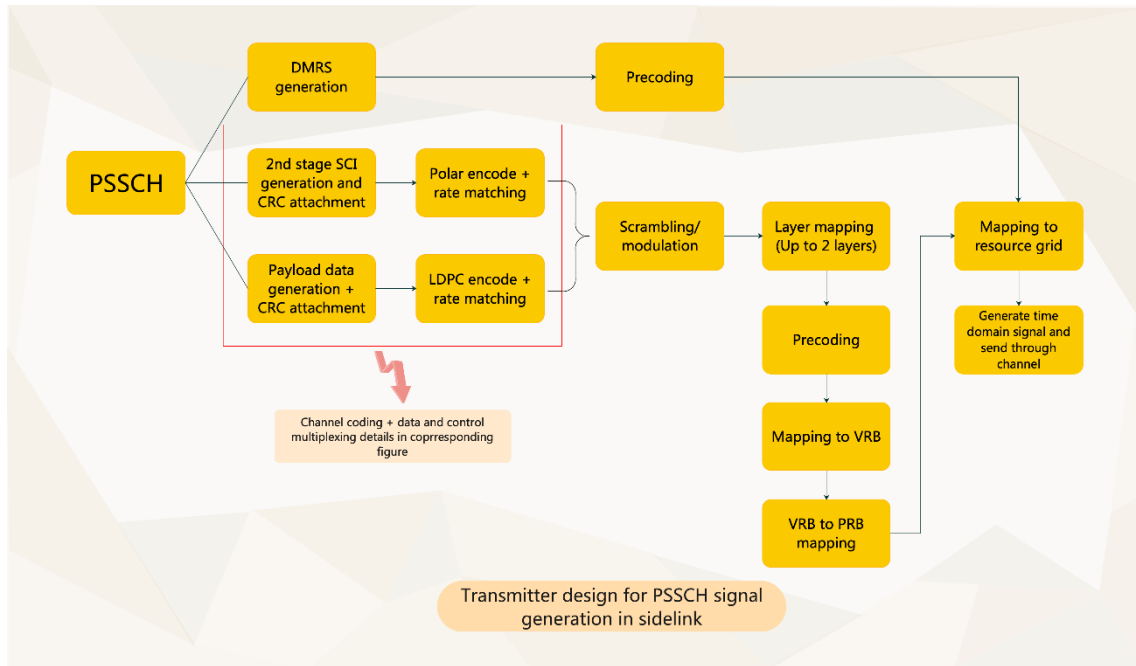 DMRS
generation
Precoding
PSSCH
2nd stage SCI
generation and
CRC attachment
Polar encode +
rate matching
Payload data
generation +
CRC attachment
LDPC encode +
rate matching
Scrambling/
modulation
Layer mapping
(Up to 2 layers)
Mapping to
resource grid
Precoding
Generate time
domain signal and
send through
channel
Mapping to VRB
VRB to PRB
mapping
Channel coding + data and control
multiplexing details in coprresponding
figure
Transmitter design for PSSCH signal
generation in sidelink